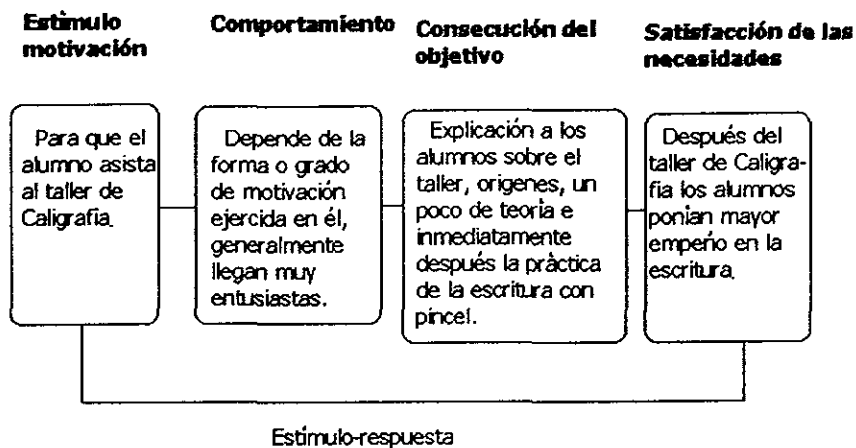 Estímulo
motivación
Comportamiento
Consecución del
objetivo
Satisfacción de las
necesidades
Para que el
alumno asista
al taller de
Caligrafía.
Depende de la
forma o grado
de motivación
ejercida en él,
generalmente
llegan muy
entusiastas.
Explicación a los
alumnos sobre el
taller, origenes, un
poco de teoría e
inmediatamente
después la pràctica
de la escritura con
pincel.
Después del
taller de Caligra-
fia los alumnos
ponían mayor
empeño en la
escritura.
Estímulo-respuesta